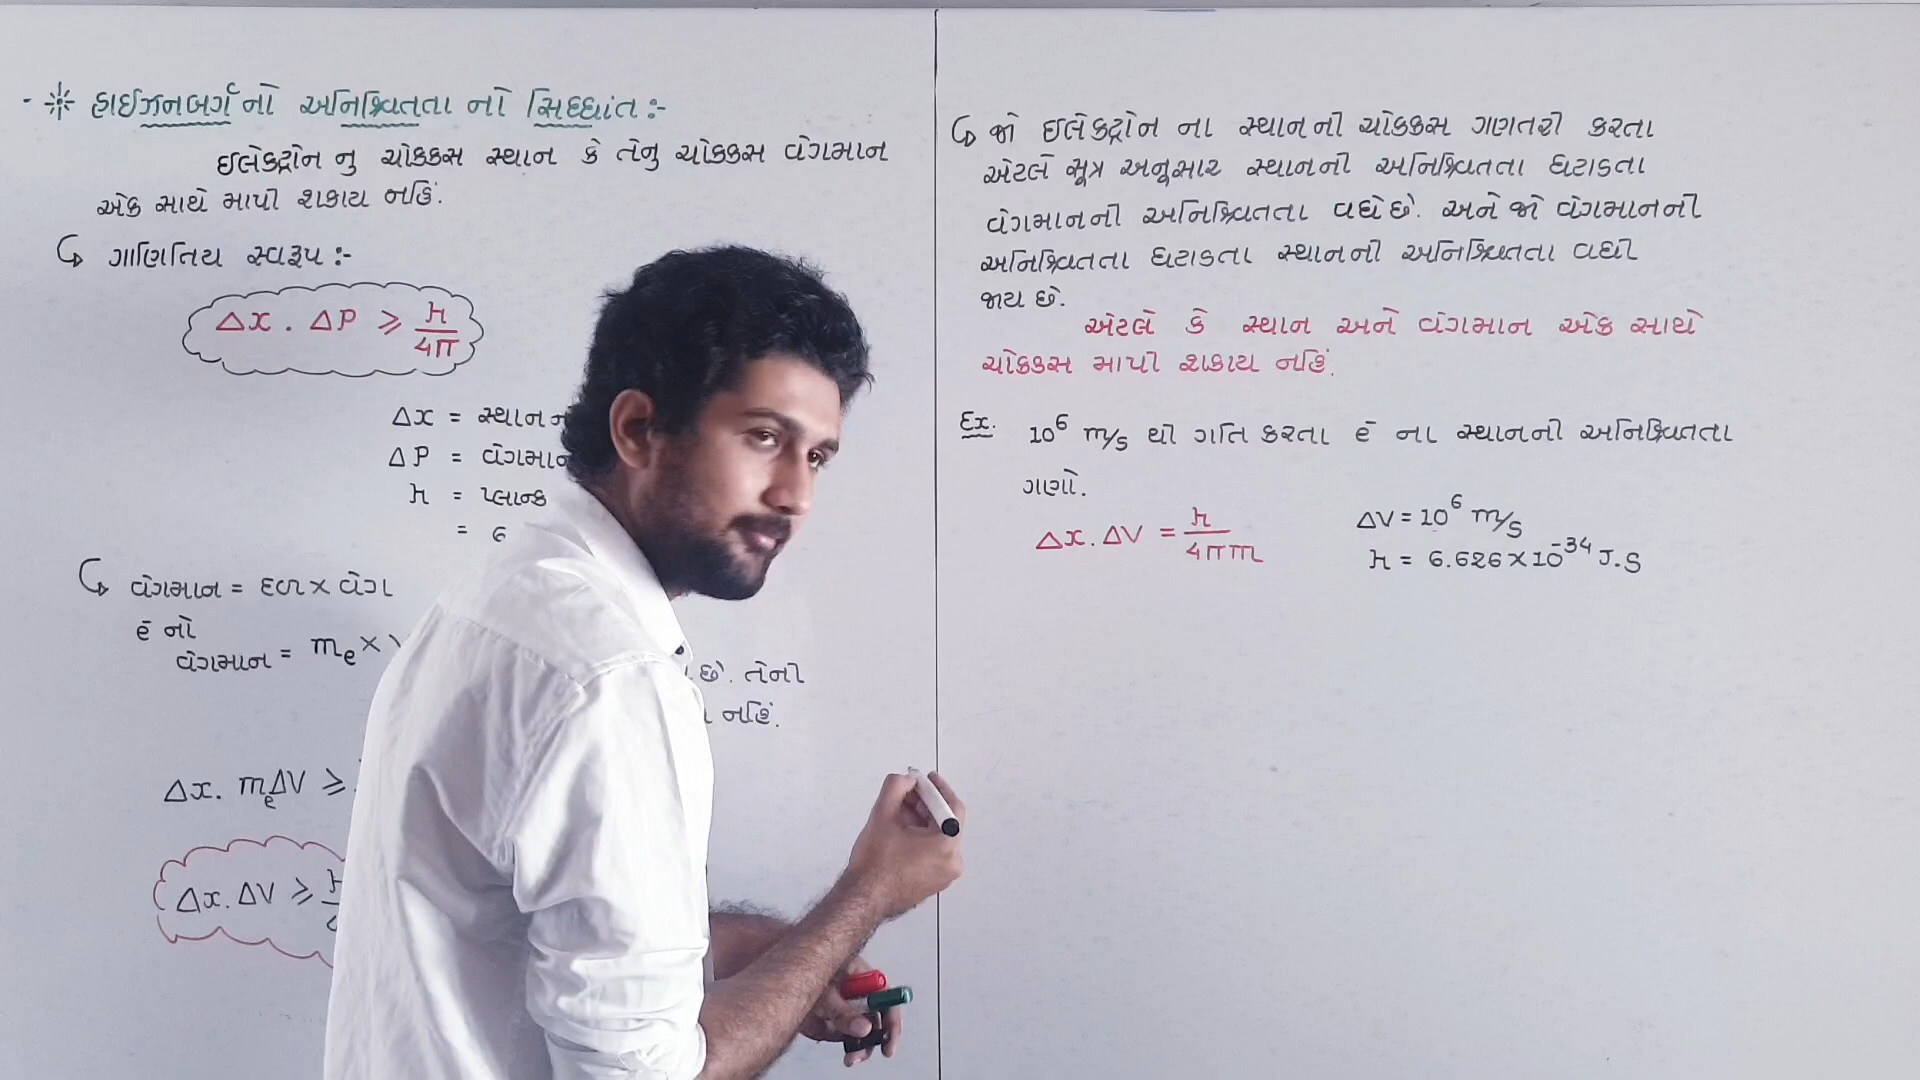 હાઈઝનબર્ગ નો અનિશ્ચિતતા નો સિદ્ધાંત :-
ઈલેક્ટ્રોન નુ ચોક્કસ સ્થાન કે તેનુ ચોક્કસ વેગમાન
એક સાથે માપી શકાય નહિં.
ગાણિતિય સ્વરૂપ :-
Δx . ΔP ⩾ h/4π
Δx = સ્થાન
ΔP = વેગમાન
h = પ્લાન્ક
= 6
વેગમાન = દળ × વેગ
ē નો
વેગમાન = mₑ ×
છે. તેની
નહિં.
Δx. mₑΔV ⩾
Δx. ΔV ⩾ h
જો ઈલેક્ટ્રોન ના સ્થાનની ચોક્કસ ગણતરી કરતા
એટલે સૂત્ર અનુસાર સ્થાનની અનિશ્ચિતતા ઘટાડતા
વેગમાનની અનિશ્ચિતતા વધે છે. અને જો વેગમાનની
અનિશ્ચિતતા ઘટાડતા સ્થાનની અનિશ્ચિતતા વધી
જાય છે.
એટલે કે સ્થાન અને વેગમાન એક સાથે
ચોક્કસ માપી શકાય નહિં.
Ex. 10⁶ m/s થી ગતિ કરતા ē ના સ્થાનની અનિશ્ચિતતા
ગણો.
Δx. ΔV = h/4πm
ΔV = 10⁶ m/s
h = 6.626 × 10⁻³⁴ J.S